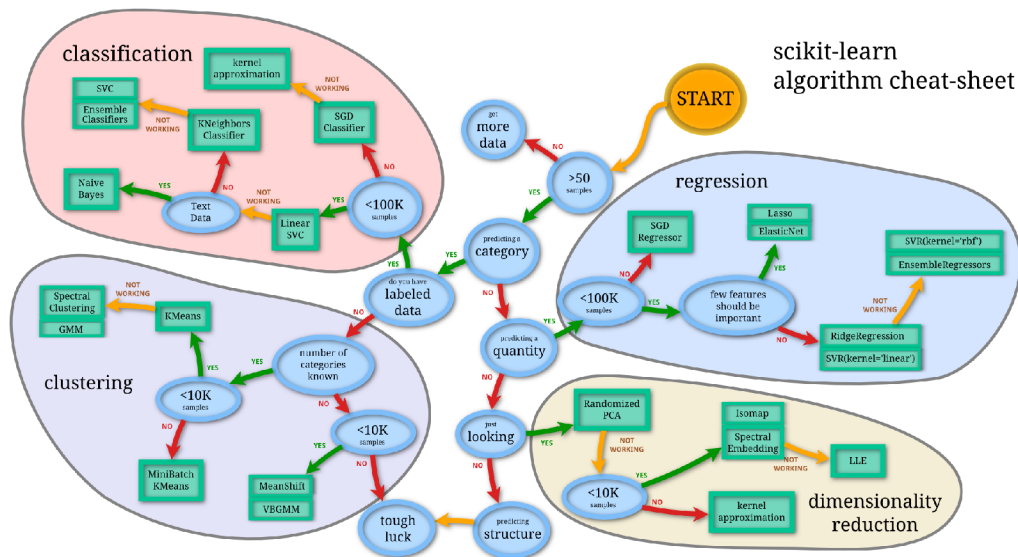 scikit-learn
algorithm cheat-sheet
START
classification
kernel
approximation
NOT
WORKING
SVC
Ensemble
Classifiers
NOT
WORKING
KNeighbors
Classifier
SGD
Classifier
NO
Naive
Bayes
YES
Text
Data
NO
NOT
WORKING
Linear
SVC
YES
<100K
samples
YES
get
more
data
NO
>50
samples
YES
predicting a
category
YES
do you have
labeled
data
NO
NO
predicting a
quantity
YES
NO
just
looking
YES
NO
predicting
structure
tough
luck
regression
SGD
Regressor
NO
<100K
samples
YES
Lasso
ElasticNet
YES
few features
should be
important
NO
SVR(kernel='rbf')
EnsembleRegressors
NOT
WORKING
RidgeRegression
SVR(kernel='linear')
clustering
Spectral
Clustering
GMM
NOT
WORKING
KMeans
YES
<10K
samples
YES
number of
categories
known
NO
NO
MiniBatch
KMeans
<10K
samples
YES
NO
MeanShift
VBGMM
Randomized
PCA
NOT
WORKING
<10K
samples
YES
NO
Isomap
Spectral
Embedding
NOT
WORKING
LLE
kernel
approximation
dimensionality
reduction